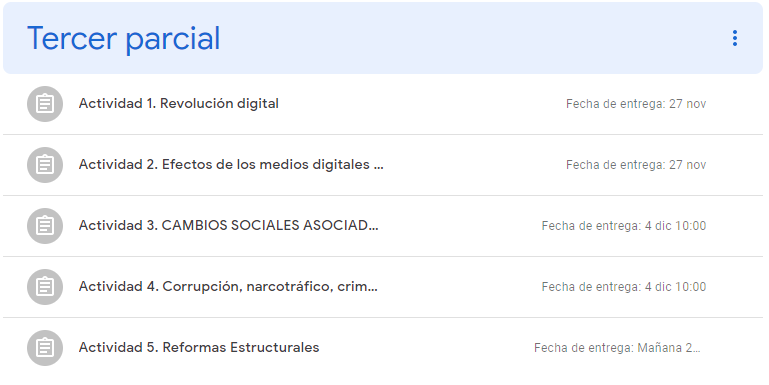 Tercer parcial
Actividad 1. Revolución digital
Fecha de entrega: 27 nov
Actividad 2. Efectos de los medios digitales ...
Fecha de entrega: 27 nov
Actividad 3. CAMBIOS SOCIALES ASOCIAD...
Fecha de entrega: 4 dic 10:00
Actividad 4. Corrupción, narcotráfico, crim...
Fecha de entrega: 4 dic 10:00
Actividad 5. Reformas Estructurales
Fecha de entrega: Mañana 2...